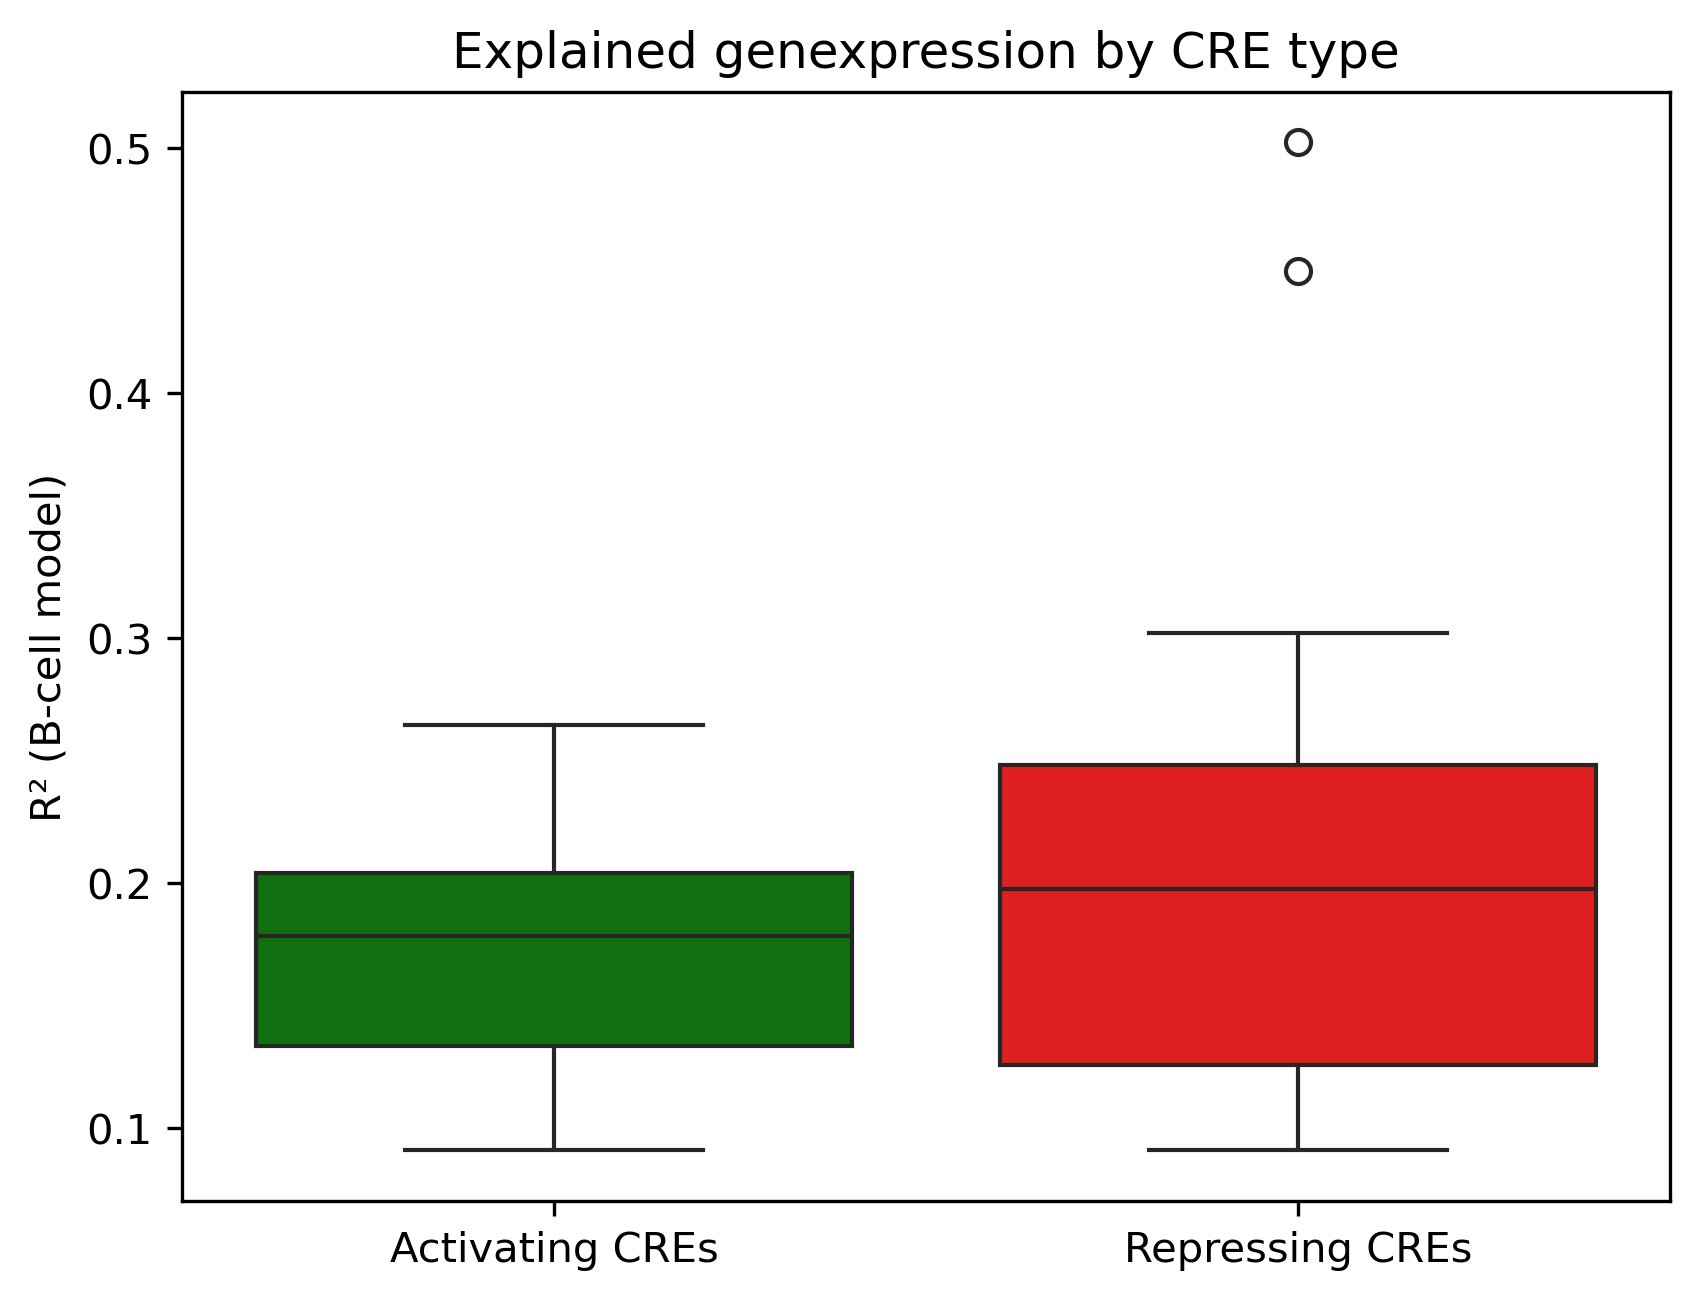 Explained genexpression by CRE type
R² (B-cell model)
0.5
0.4
0.3
0.2
0.1
Activating CREs
Repressing CREs